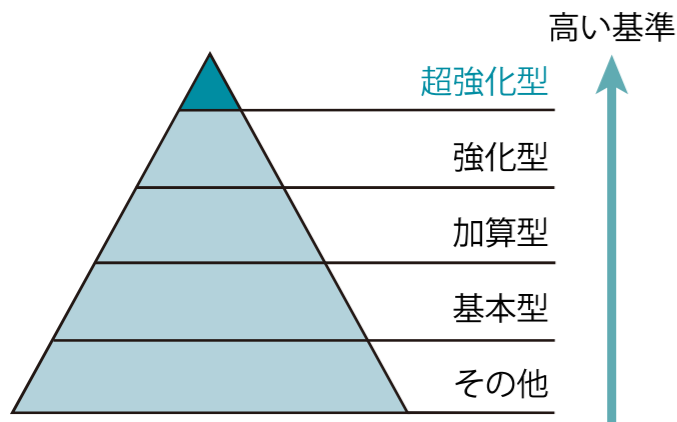 高い基準
超強化型
強化型
加算型
基本型
その他